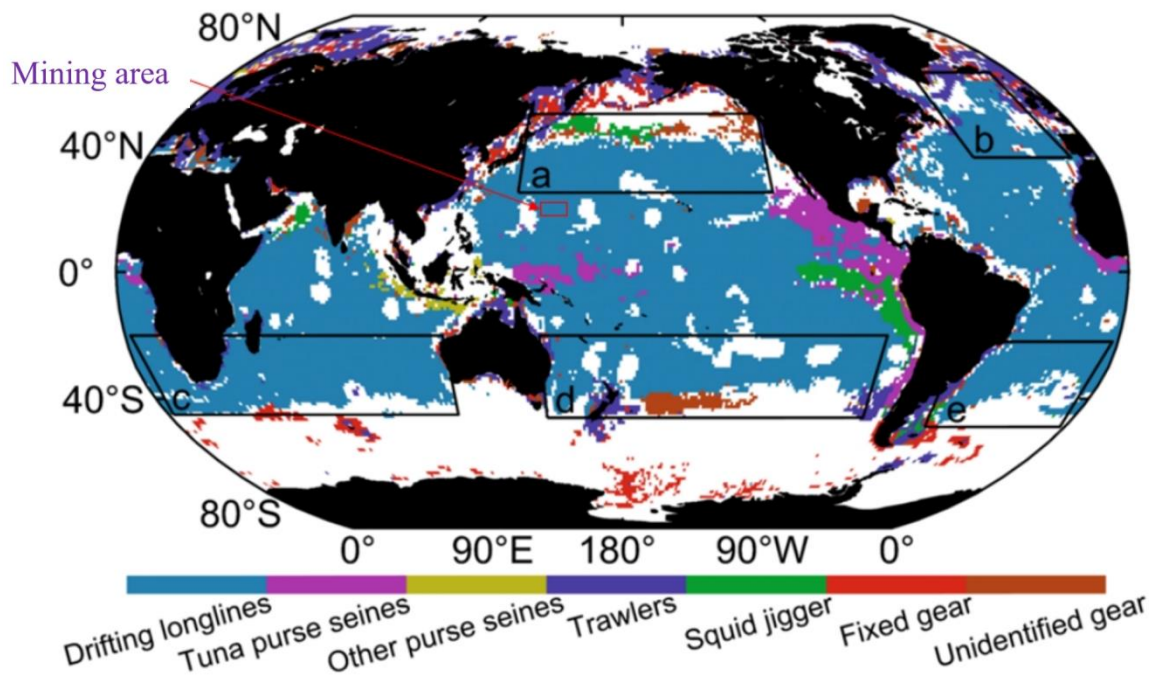 80°N
Mining area
40°N
a
b
0°
40°S
c
d
e
80°S
0° 90°E 180° 90°W 0°
Drifting longlines Tuna purse seines Other purse seines Trawlers Squid jigger Fixed gear Unidentified gear